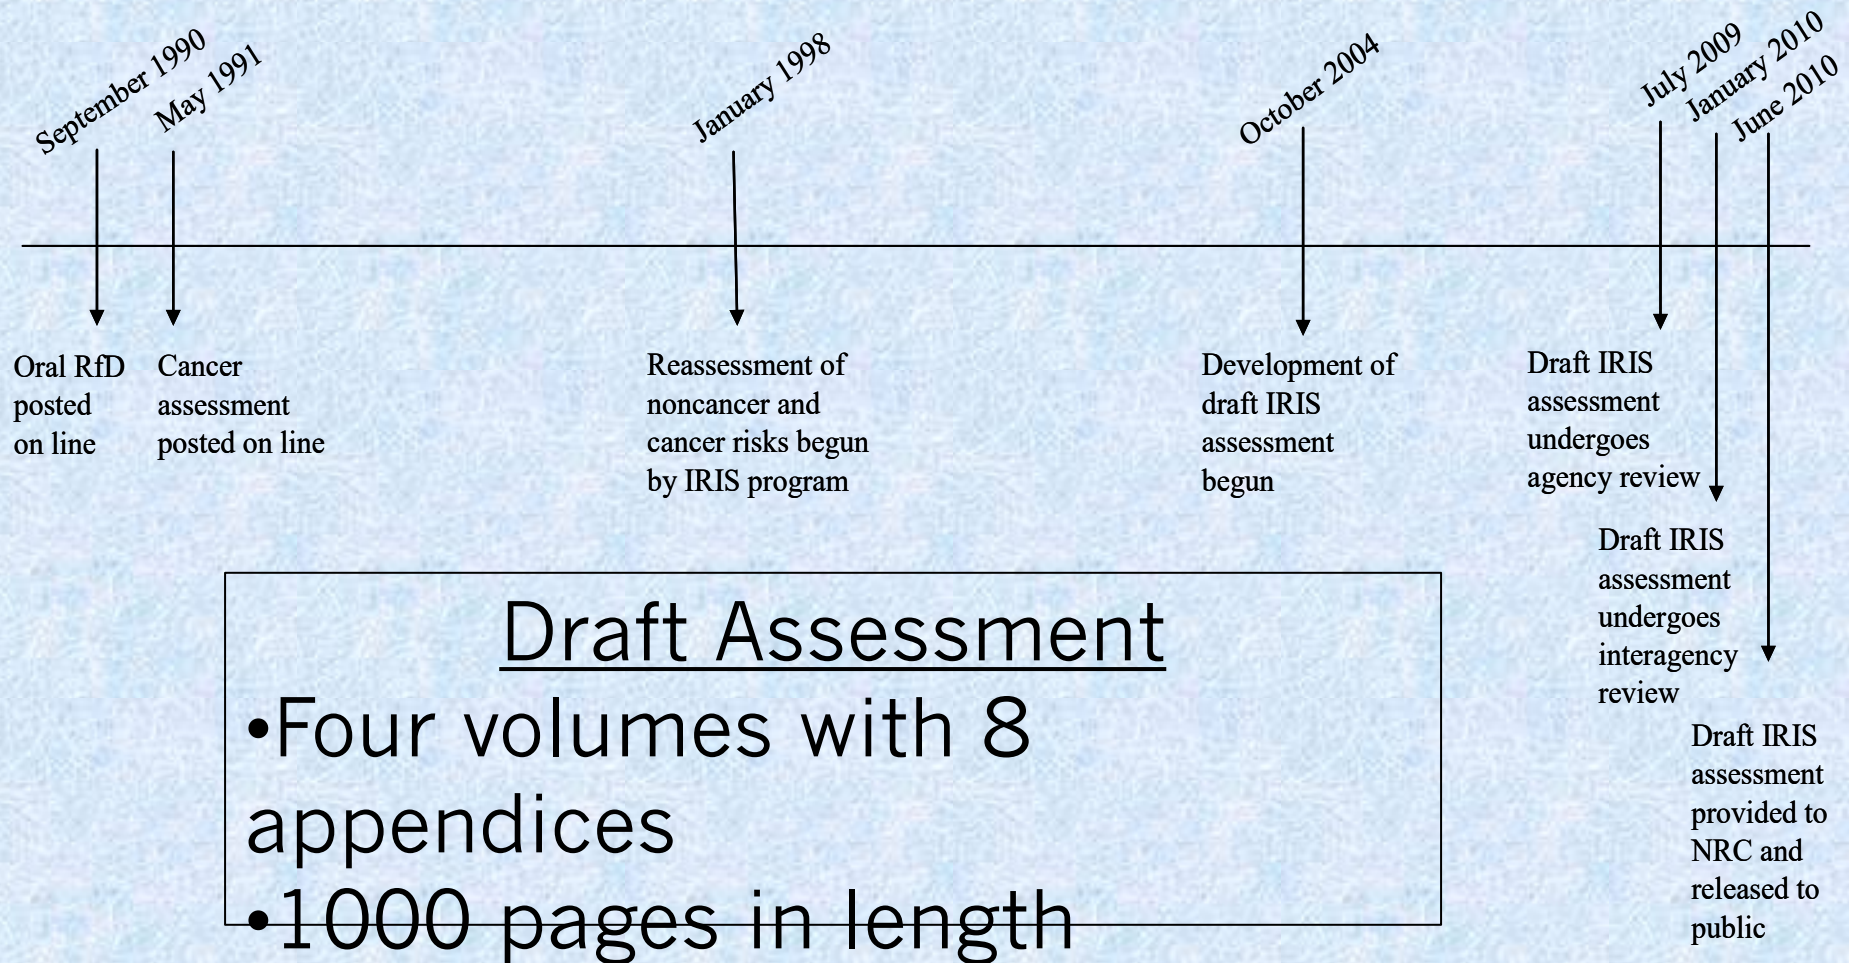 September 1990
May 1991
January 1998
October 2004
July 2009
January 2010
June 2010
Oral RfD
posted
on line
Cancer
assessment
posted on line
Reassessment of
noncancer and
cancer risks begun
by IRIS program
Development of
draft IRIS
assessment
begun
Draft IRIS
assessment
undergoes
agency review
Draft IRIS
assessment
undergoes
interagency
review
Draft IRIS
assessment
provided to
NRC and
released to
public
Draft Assessment
•Four volumes with 8
appendices
•1000 pages in length